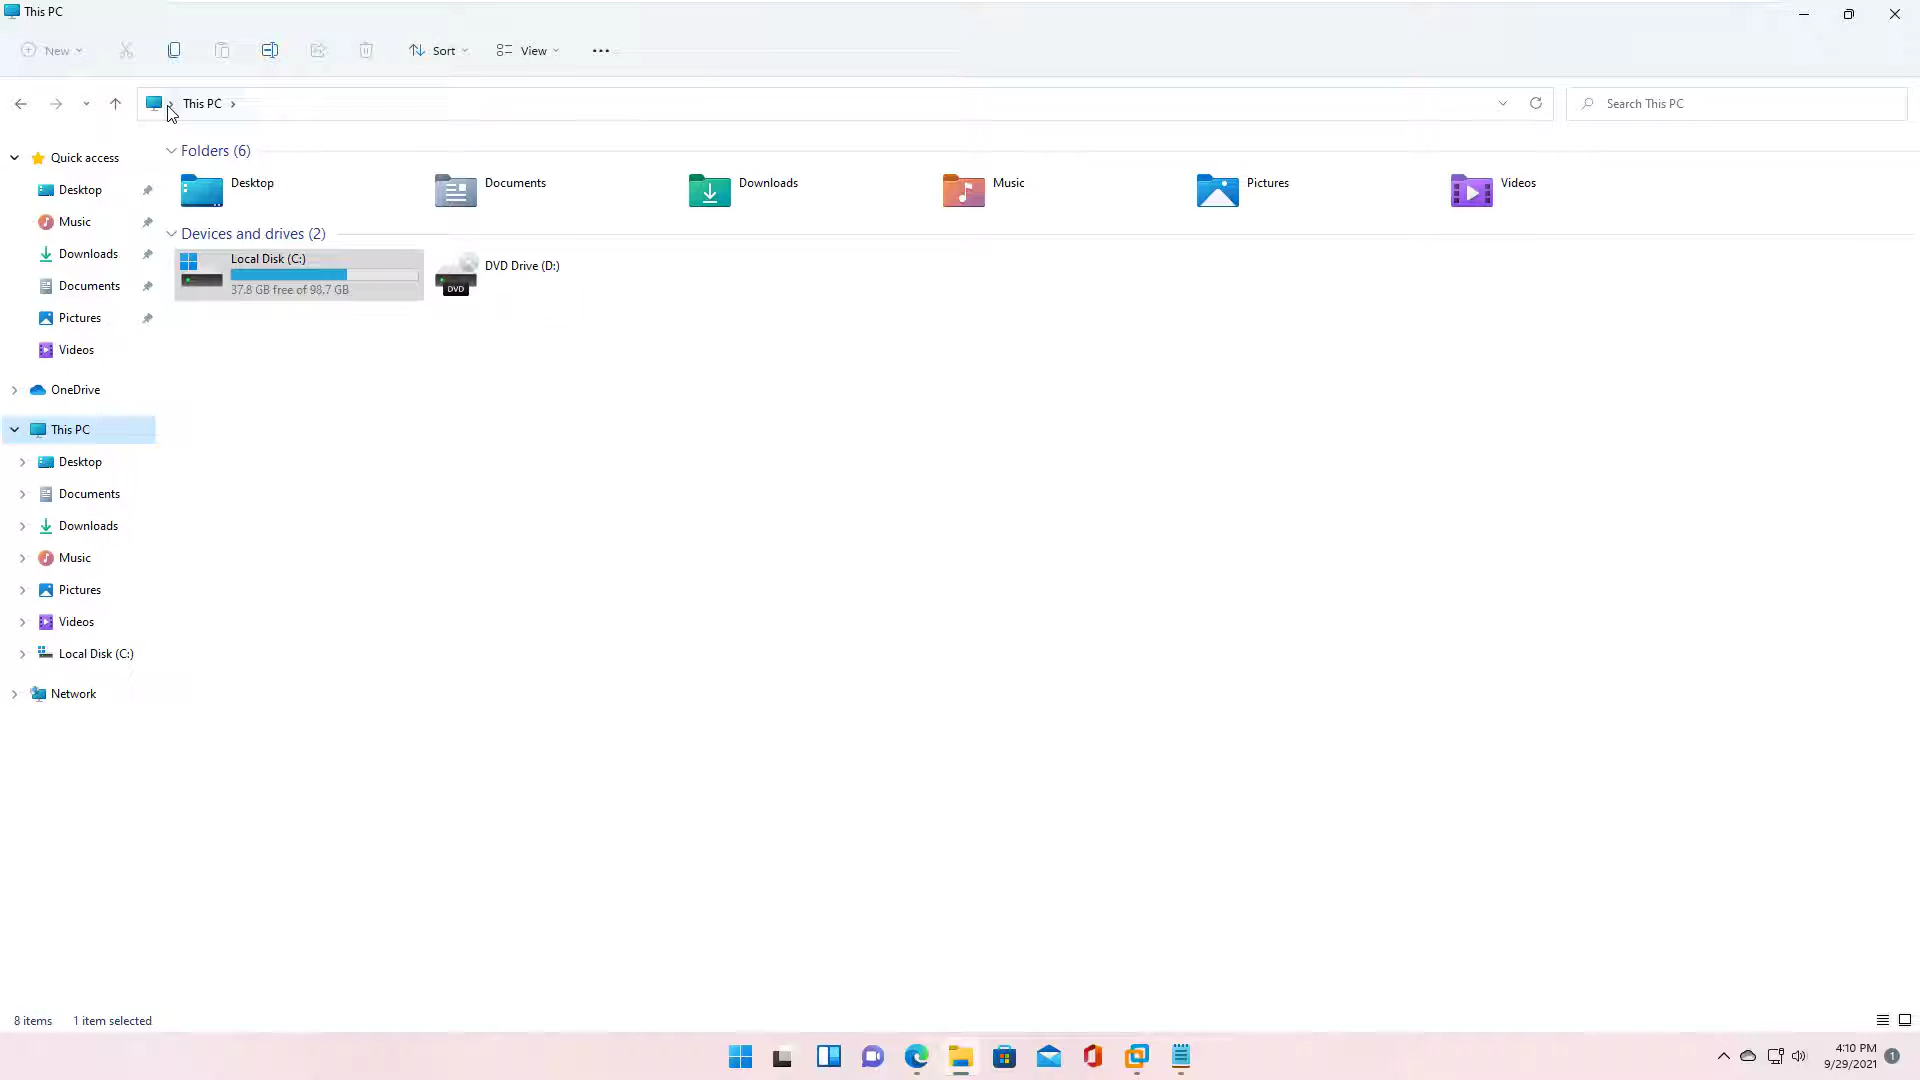 This PC
New
Sort
View
This PC
Search This PC
Quick access
Desktop
Music
Downloads
Documents
Pictures
Videos
OneDrive
This PC
Desktop
Documents
Downloads
Music
Pictures
Videos
Local Disk (C:)
Network
Folders (6)
Desktop
Documents
Downloads
Music
Pictures
Videos
Devices and drives (2)
Local Disk (C:)
37.8 GB free of 98.7 GB
DVD
DVD Drive (D:)
8 items
1 item selected
4:10 PM
9/29/2021
1